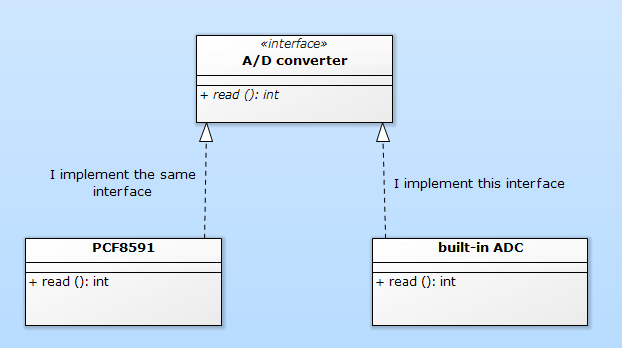 «interface»
A/D converter
+ read (): int
I implement the same
interface
I implement this interface
PCF8591
+ read (): int
built-in ADC
+ read (): int